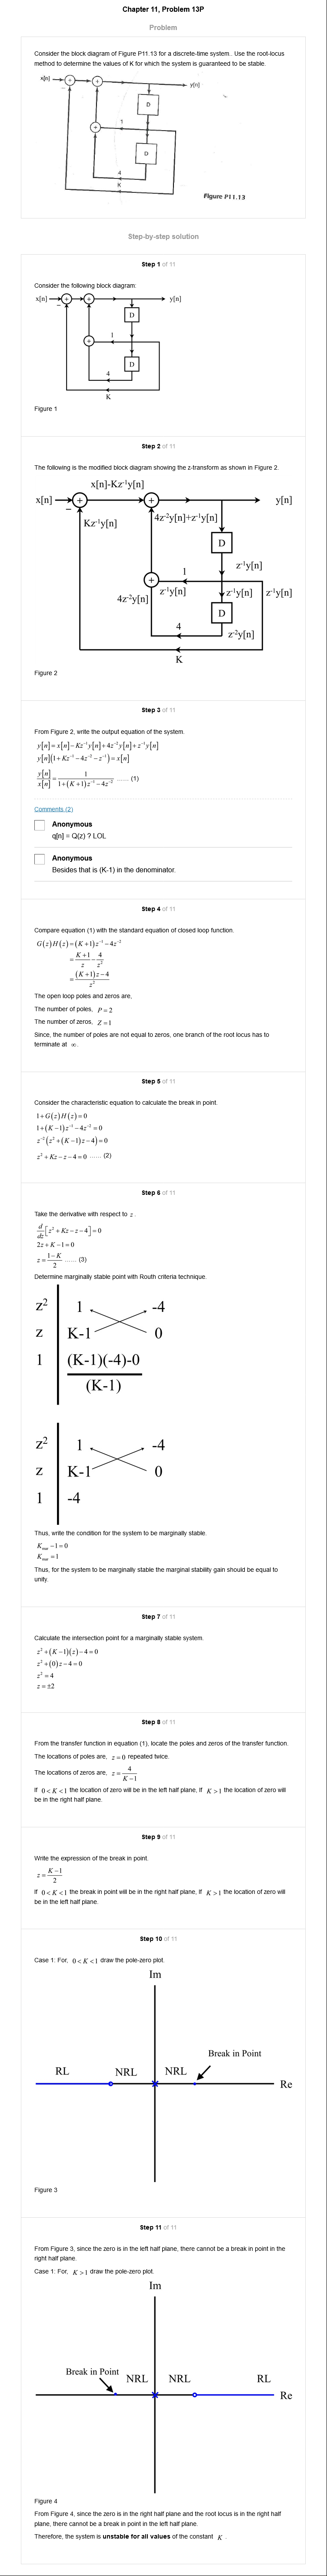 Chapter 11, Problem 13P
Problem
Consider the block diagram of Figure P11.13 for a discrete-time system.. Use the root-locus
method to determine the values of K for which the system is guaranteed to be stable.
x[n] + + y[n]
−
D
1
+
D
4
K
Figure P11.13
Step-by-step solution
Step 1 of 11
Consider the following block diagram:
x[n] + + y[n]
−
D
1
+
D
4
K
Figure 1
Step 2 of 11
The following is the modified block diagram showing the z-transform as shown in Figure 2.
x[n]-Kz⁻¹y[n]
x[n] + + y[n]
−
Kz⁻¹y[n] 4z⁻²y[n]+z⁻¹y[n]
D
z⁻¹y[n]
1
+ z⁻¹y[n] z⁻¹y[n] z⁻¹y[n]
4z⁻²y[n]
D
4 z⁻²y[n]
K
Figure 2
Step 3 of 11
From Figure 2, write the output equation of the system.
y[n] = x[n] − Kz⁻¹y[n] + 4z⁻²y[n] + z⁻¹y[n]
y[n](1 + Kz⁻¹ − 4z⁻² − z⁻¹) = x[n]
y[n]/x[n] = 1/(1 + (K + 1)z⁻¹ − 4z⁻²) ...... (1)
Comments (2)
Anonymous
q[n] = Q(z) ? LOL
Anonymous
Besides that is (K-1) in the denominator.
Step 4 of 11
Compare equation (1) with the standard equation of closed loop function.
G(z)H(z) = (K + 1)z⁻¹ − 4z⁻²
= (K + 1)/z − 4/z²
= ((K + 1)z − 4)/z²
The open loop poles and zeros are,
The number of poles, P = 2
The number of zeros, Z = 1
Since, the number of poles are not equal to zeros, one branch of the root locus has to
terminate at ∞.
Step 5 of 11
Consider the characteristic equation to calculate the break in point.
1 + G(z)H(z) = 0
1 + (K − 1)z⁻¹ − 4z⁻² = 0
z⁻²(z² + (K − 1)z − 4) = 0
z² + Kz − z − 4 = 0 ...... (2)
Step 6 of 11
Take the derivative with respect to z.
d/dz[z² + Kz − z − 4] = 0
2z + K − 1 = 0
z = (1 − K)/2 ...... (3)
Determine marginally stable point with Routh criteria technique.
z² 1 -4
z K-1 0
1 (K-1)(-4)-0
(K-1)
z² 1 -4
z K-1 0
1 -4
Thus, write the condition for the system to be marginally stable.
Kmar − 1 = 0
Kmar = 1
Thus, for the system to be marginally stable the marginal stability gain should be equal to
unity.
Step 7 of 11
Calculate the intersection point for a marginally stable system.
z² + (K − 1)(z) − 4 = 0
z² + (0)z − 4 = 0
z² = 4
z = ±2
Step 8 of 11
From the transfer function in equation (1), locate the poles and zeros of the transfer function.
The locations of poles are, z = 0 repeated twice.
The locations of zeros are, z = 4/(K − 1)
If 0 < K < 1 the location of zero will be in the left half plane, If K > 1 the location of zero will
be in the right half plane.
Step 9 of 11
Write the expression of the break in point.
z = (K − 1)/2
If 0 < K < 1 the break in point will be in the right half plane, If K > 1 the location of zero will
be in the left half plane.
Step 10 of 11
Case 1: For, 0 < K < 1 draw the pole-zero plot.
Im
Break in Point
RL NRL NRL
Re
Figure 3
Step 11 of 11
From Figure 3, since the zero is in the left half plane, there cannot be a break in point in the
right half plane.
Case 1: For, K > 1 draw the pole-zero plot.
Im
Break in Point NRL NRL RL
Re
Figure 4
From Figure 4, since the zero is in the right half plane and the root locus is in the right half
plane, there cannot be a break in point in the left half plane.
Therefore, the system is unstable for all values of the constant K.